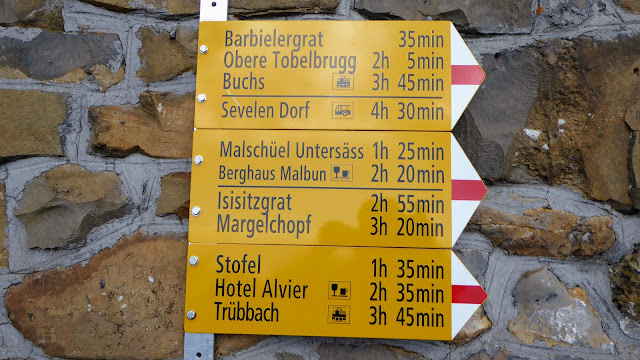 Barbielergrat 35min
Obere Tobelbrugg 2h 5min
Buchs 3h 45min
Sevelen Dorf 4h 30min
Malschüel Untersäss 1h 25min
Berghaus Malbun 2h 20min
Isisitzgrat 2h 55min
Margelchopf 3h 20min
Stofel 1h 35min
Hotel Alvier 2h 35min
Trübbach 3h 45min